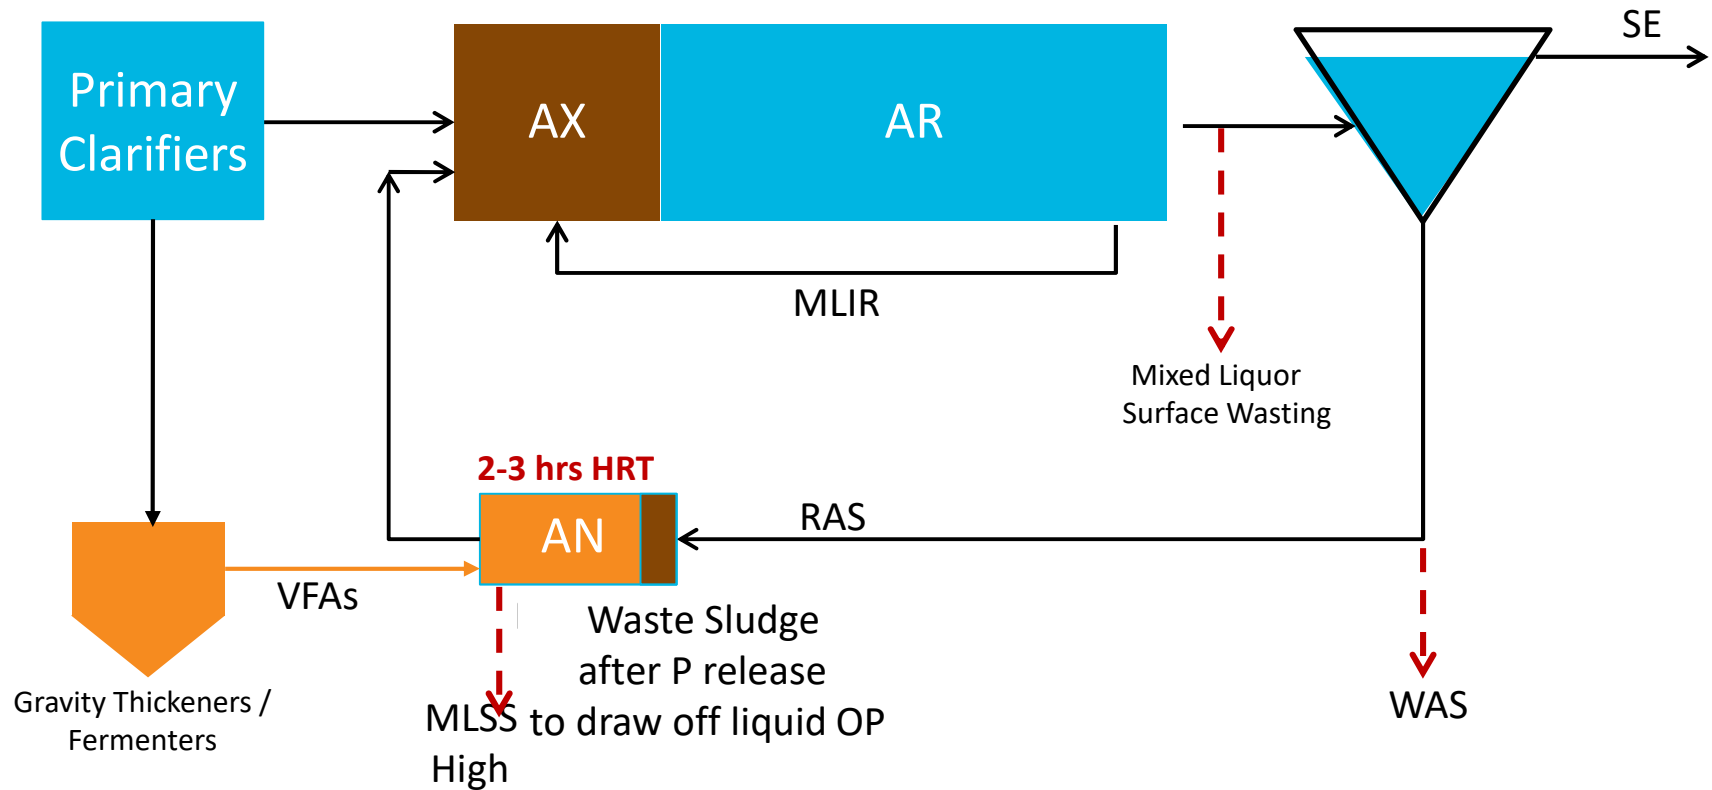 SE
Primary
Clarifiers
AX
AR
MLIR
Mixed Liquor
Surface Wasting
2-3 hrs HRT
AN
RAS
VFAs
Waste Sludge
after P release
to draw off liquid OP
MLSS
High
WAS
Gravity Thickeners /
Fermenters